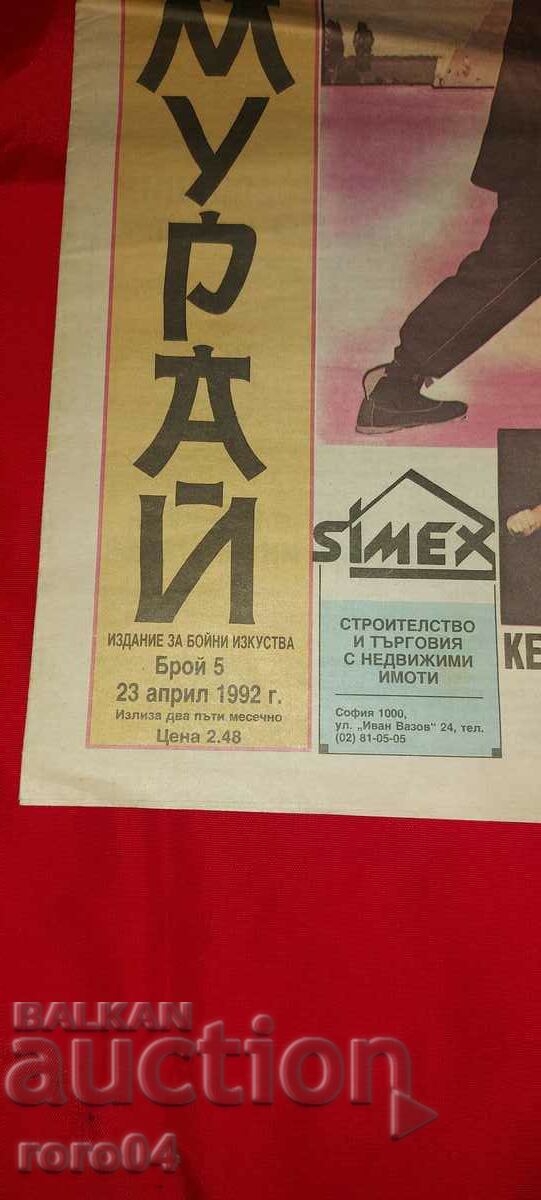 МУРАЙ
ИЗДАНИЕ ЗА БОЙНИ ИЗКУСТВА
Брой 5
23 април 1992 г.
Излиза два пъти месечно
Цена 2.48
SIMEX
СТРОИТЕЛСТВО
И ТЪРГОВИЯ
С НЕДВИЖИМИ
ИМОТИ
София 1000,
ул. „Иван Вазов" 24, тел.
(02) 81-05-05
КЕ
BALKAN
auction
roro04